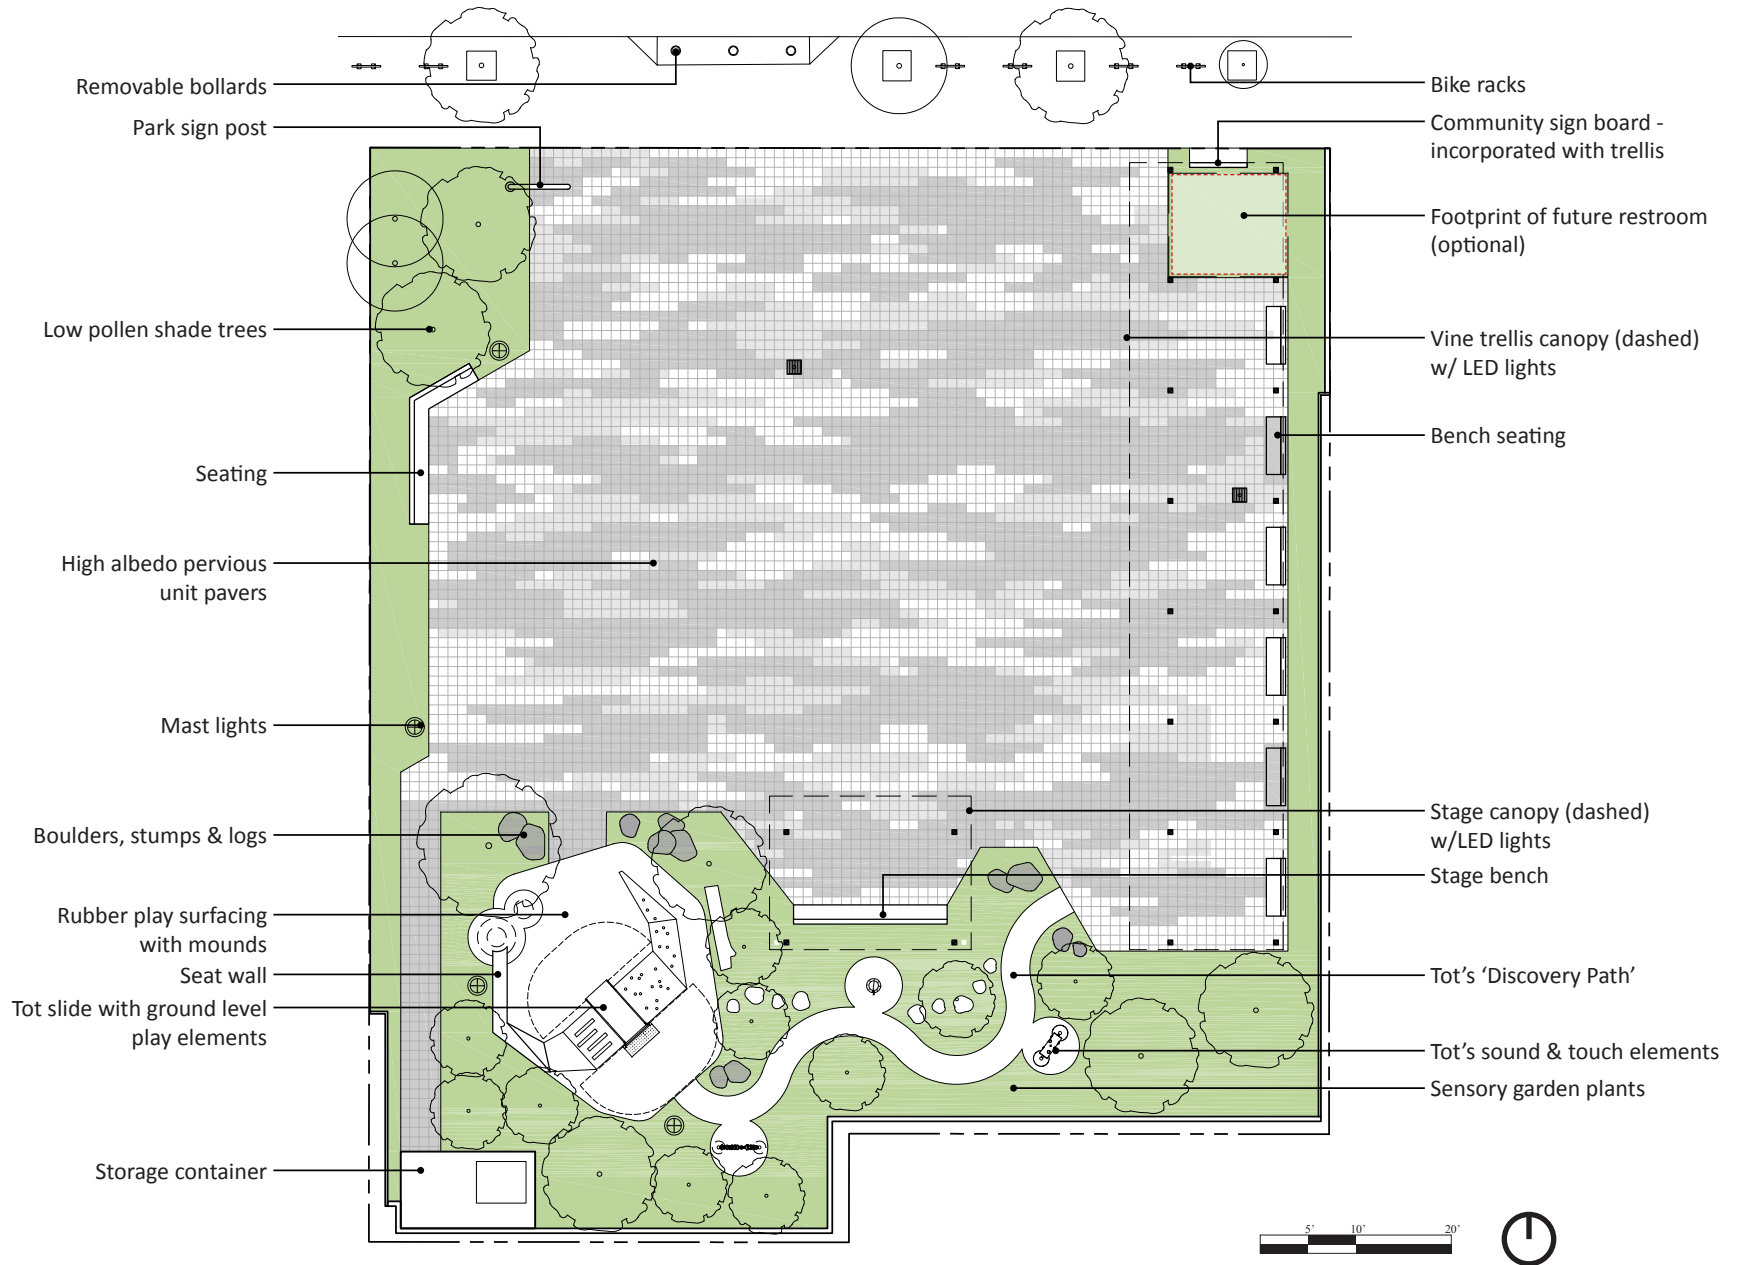 Removable bollards
Park sign post
Low pollen shade trees
Seating
High albedo pervious
unit pavers
Mast lights
Boulders, stumps & logs
Rubber play surfacing
with mounds
Seat wall
Tot slide with ground level
play elements
Storage container
Bike racks
Community sign board -
incorporated with trellis
Footprint of future restroom
(optional)
Vine trellis canopy (dashed)
w/ LED lights
Bench seating
Stage canopy (dashed)
w/LED lights
Stage bench
Tot’s ‘Discovery Path’
Tot’s sound & touch elements
Sensory garden plants
5’ 10’ 20’